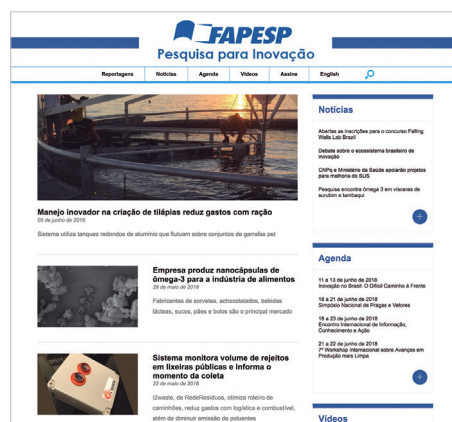 FAPESP
Pesquisa para Inovação
Reportagens Notícias Agenda Vídeos Assine English
Manejo inovador na criação de tilápias reduz gastos com ração
05 de junho de 2018
Sistema utiliza tanques redondos de alumínio que flutuam sobre conjuntos de garrafas pet
Empresa produz nanocápsulas de
ômega-3 para a indústria de alimentos
29 de maio de 2018
Fabricantes de sorvetes, achocolatados, bebidas
lácteas, sucos, pães e bolos são o principal mercado
Sistema monitora volume de rejeitos
em lixeiras públicas e informa o
momento da coleta
22 de maio de 2018
I2waste, da RedeResíduos, otimiza roteiro de
caminhões, reduz gastos com logística e combustível,
além de diminuir emissão de poluentes
Notícias
Abertas as inscrições para o concurso Falling
Walls Lab Brazil
Debate sobre o ecossistema brasileiro de
inovação
CNPq e Ministério da Saúde apoiarão projetos
para melhoria do SUS
Pesquisa encontra ômega 3 em vísceras de
surubim e tambaqui
+
Agenda
11 a 13 de junho de 2018
Inovação no Brasil: O Difícil Caminho à Frente
18 a 21 de junho de 2018
Simpósio Nacional de Pragas e Vetores
18 a 23 de junho de 2018
Encontro Internacional de Informação,
Conhecimento e Ação
21 a 22 de junho de 2018
7º Workshop Internacional sobre Avanços em
Produção mais Limpa
+
Vídeos